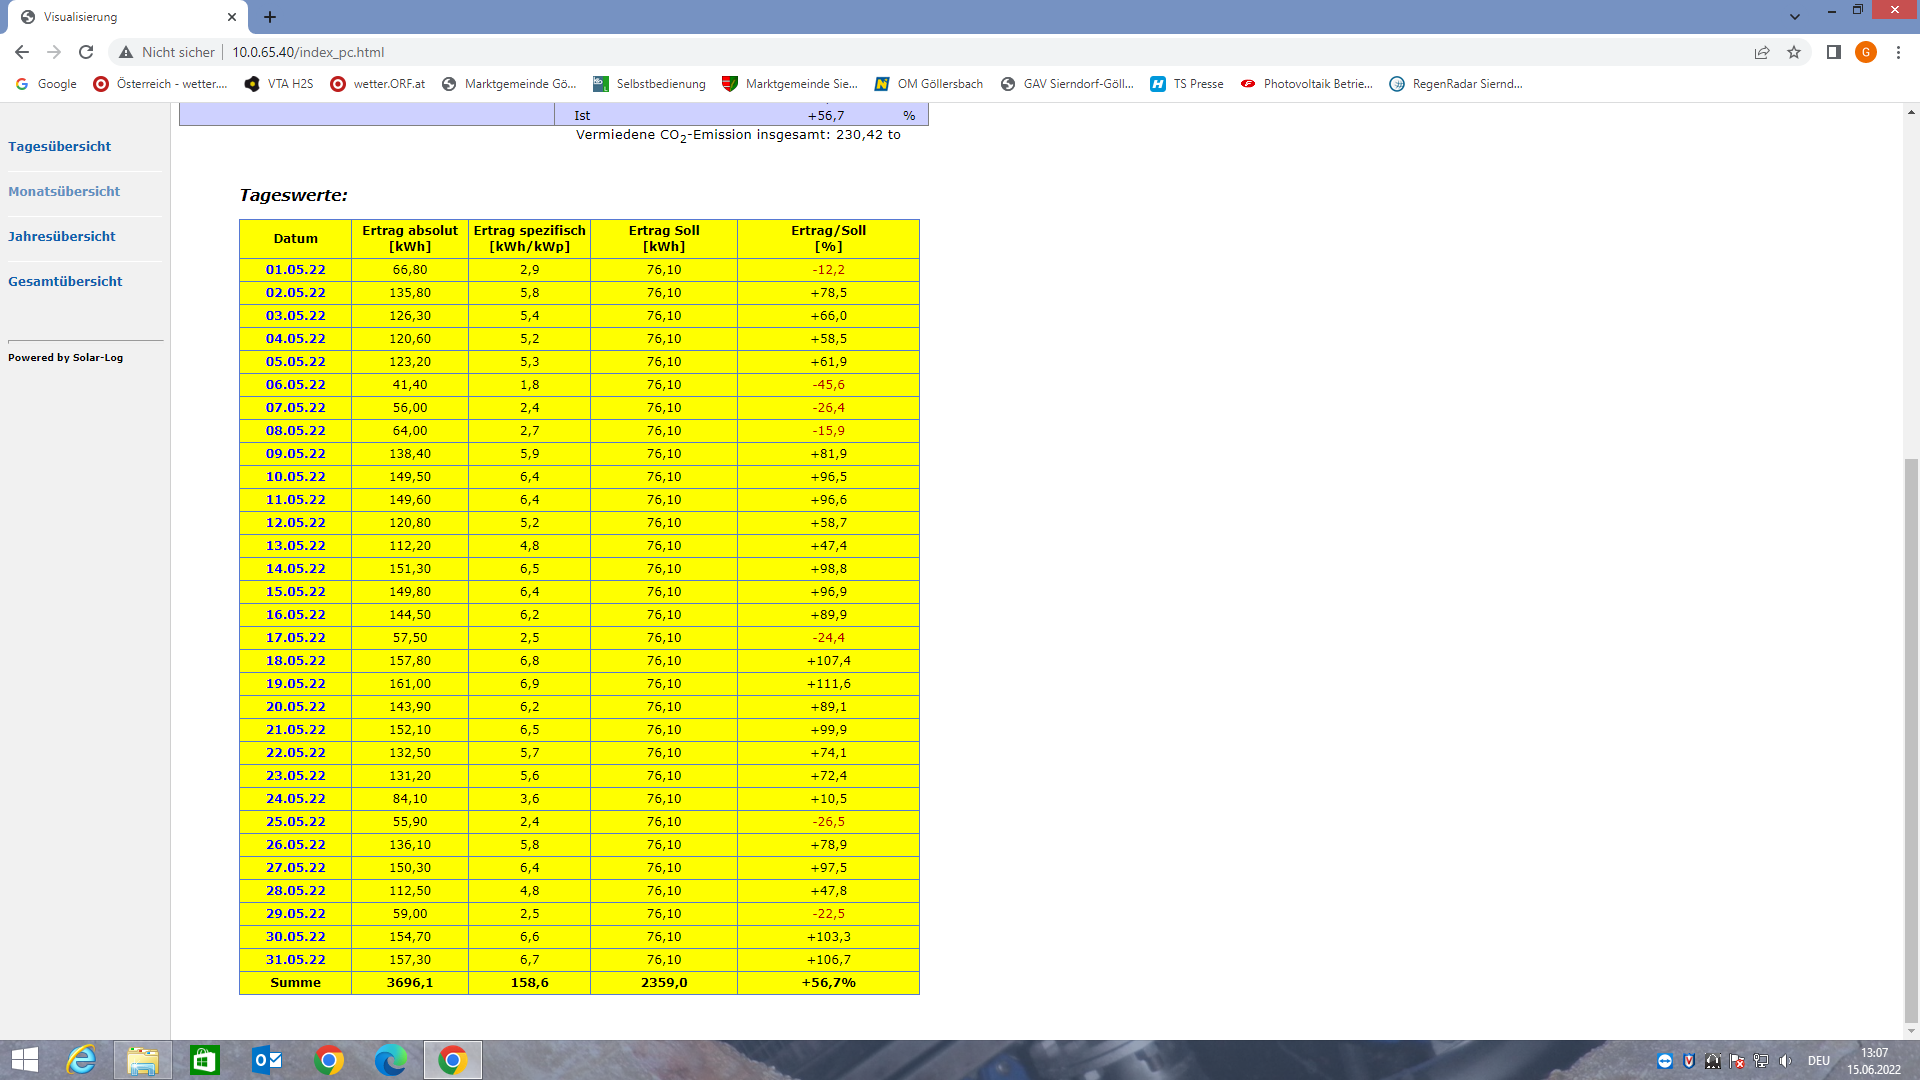 Visualisierung
Nicht sicher 10.0.65.40/index_pc.html
G
Google Österreich - wetter.... VTA H2S wetter.ORF.at Marktgemeinde Gö... Selbstbedienung Marktgemeinde Sie... OM Göllersbach GAV Sierndorf-Göll... TS Presse Photovoltaik Betrie... RegenRadar Siernd...
Ist +56,7 %
Vermiedene CO2-Emission insgesamt: 230,42 to
Tagesübersicht
Monatsübersicht
Jahresübersicht
Gesamtübersicht
Powered by Solar-Log
Tageswerte:
Datum Ertrag absolut [kWh] Ertrag spezifisch [kWh/kWp] Ertrag Soll [kWh] Ertrag/Soll [%]
01.05.22 66,80 2,9 76,10 -12,2
02.05.22 135,80 5,8 76,10 +78,5
03.05.22 126,30 5,4 76,10 +66,0
04.05.22 120,60 5,2 76,10 +58,5
05.05.22 123,20 5,3 76,10 +61,9
06.05.22 41,40 1,8 76,10 -45,6
07.05.22 56,00 2,4 76,10 -26,4
08.05.22 64,00 2,7 76,10 -15,9
09.05.22 138,40 5,9 76,10 +81,9
10.05.22 149,50 6,4 76,10 +96,5
11.05.22 149,60 6,4 76,10 +96,6
12.05.22 120,80 5,2 76,10 +58,7
13.05.22 112,20 4,8 76,10 +47,4
14.05.22 151,30 6,5 76,10 +98,8
15.05.22 149,80 6,4 76,10 +96,9
16.05.22 144,50 6,2 76,10 +89,9
17.05.22 57,50 2,5 76,10 -24,4
18.05.22 157,80 6,8 76,10 +107,4
19.05.22 161,00 6,9 76,10 +111,6
20.05.22 143,90 6,2 76,10 +89,1
21.05.22 152,10 6,5 76,10 +99,9
22.05.22 132,50 5,7 76,10 +74,1
23.05.22 131,20 5,6 76,10 +72,4
24.05.22 84,10 3,6 76,10 +10,5
25.05.22 55,90 2,4 76,10 -26,5
26.05.22 136,10 5,8 76,10 +78,9
27.05.22 150,30 6,4 76,10 +97,5
28.05.22 112,50 4,8 76,10 +47,8
29.05.22 59,00 2,5 76,10 -22,5
30.05.22 154,70 6,6 76,10 +103,3
31.05.22 157,30 6,7 76,10 +106,7
Summe 3696,1 158,6 2359,0 +56,7%
DEU
13:07
15.06.2022